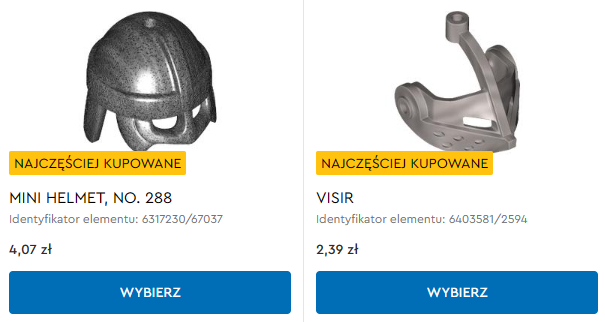 NAJCZĘŚCIEJ KUPOWANE
MINI HELMET, NO. 288
Identyfikator elementu: 6317230/67037
4,07 zł
WYBIERZ
NAJCZĘŚCIEJ KUPOWANE
VISIR
Identyfikator elementu: 6403581/2594
2,39 zł
WYBIERZ